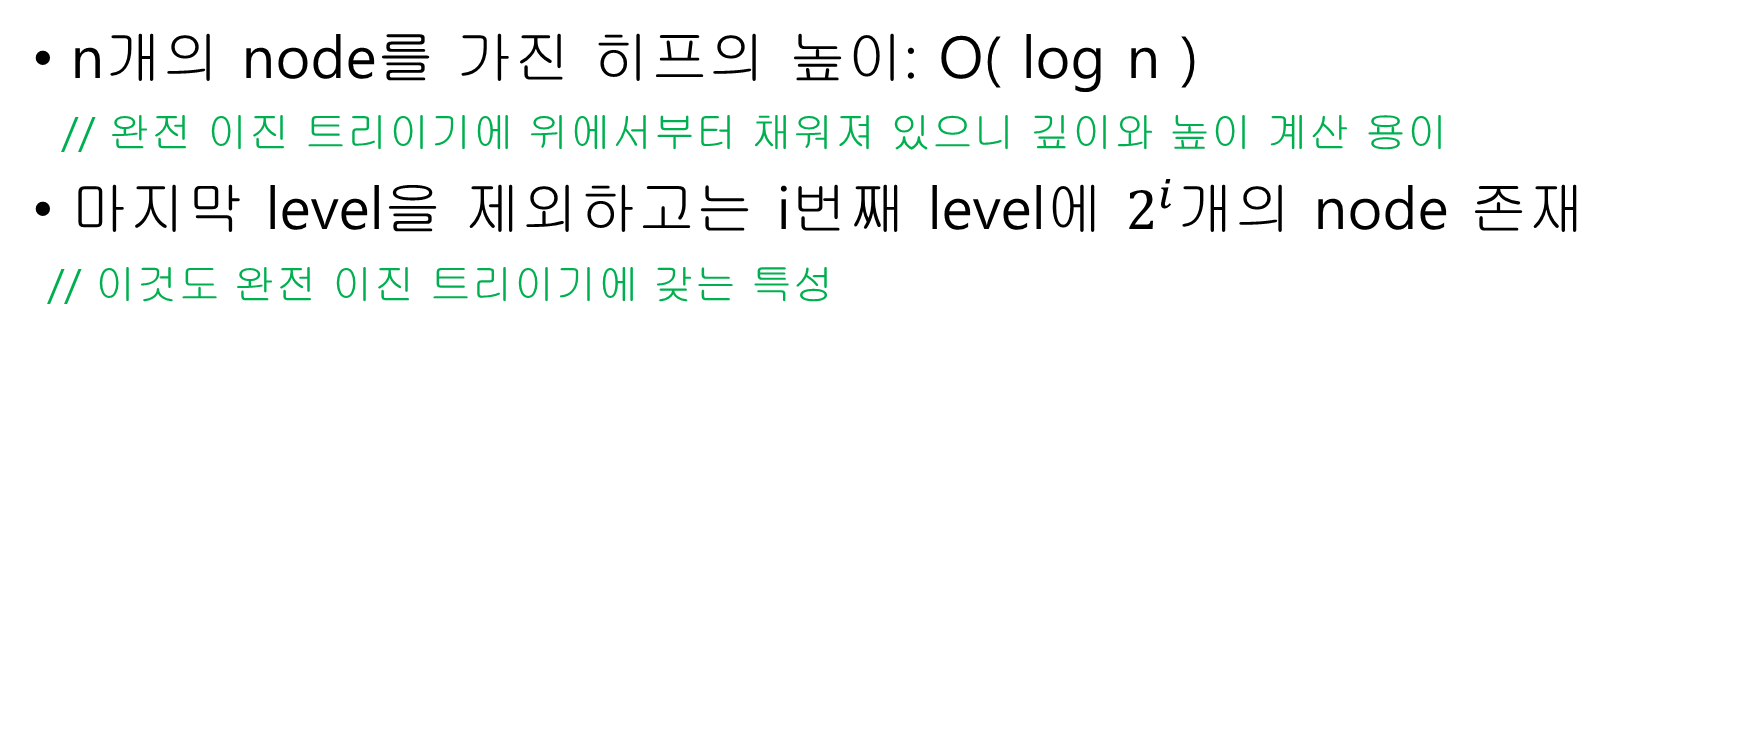 • n개의 node를 가진 히프의 높이: O( log n )
// 완전 이진 트리이기에 위에서부터 채워져 있으니 깊이와 높이 계산 용이
• 마지막 level을 제외하고는 i번째 level에 2^i개의 node 존재
// 이것도 완전 이진 트리이기에 갖는 특성